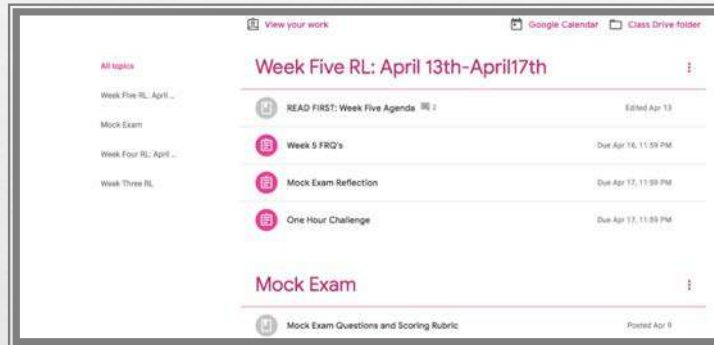 View your work
Google Calendar
Class Drive folder
All topics
Week Five RL: April ...
Mock Exam
Week Four RL: April ...
Week Three RL
Week Five RL: April 13th-April17th
READ FIRST: Week Five Agenda
Edited Apr 13
Week 5 FRQ's
Due Apr 16, 11:59 PM
Mock Exam Reflection
Due Apr 17, 11:59 PM
One Hour Challenge
Due Apr 17, 11:59 PM
Mock Exam
Mock Exam Questions and Scoring Rubric
Posted Apr 9